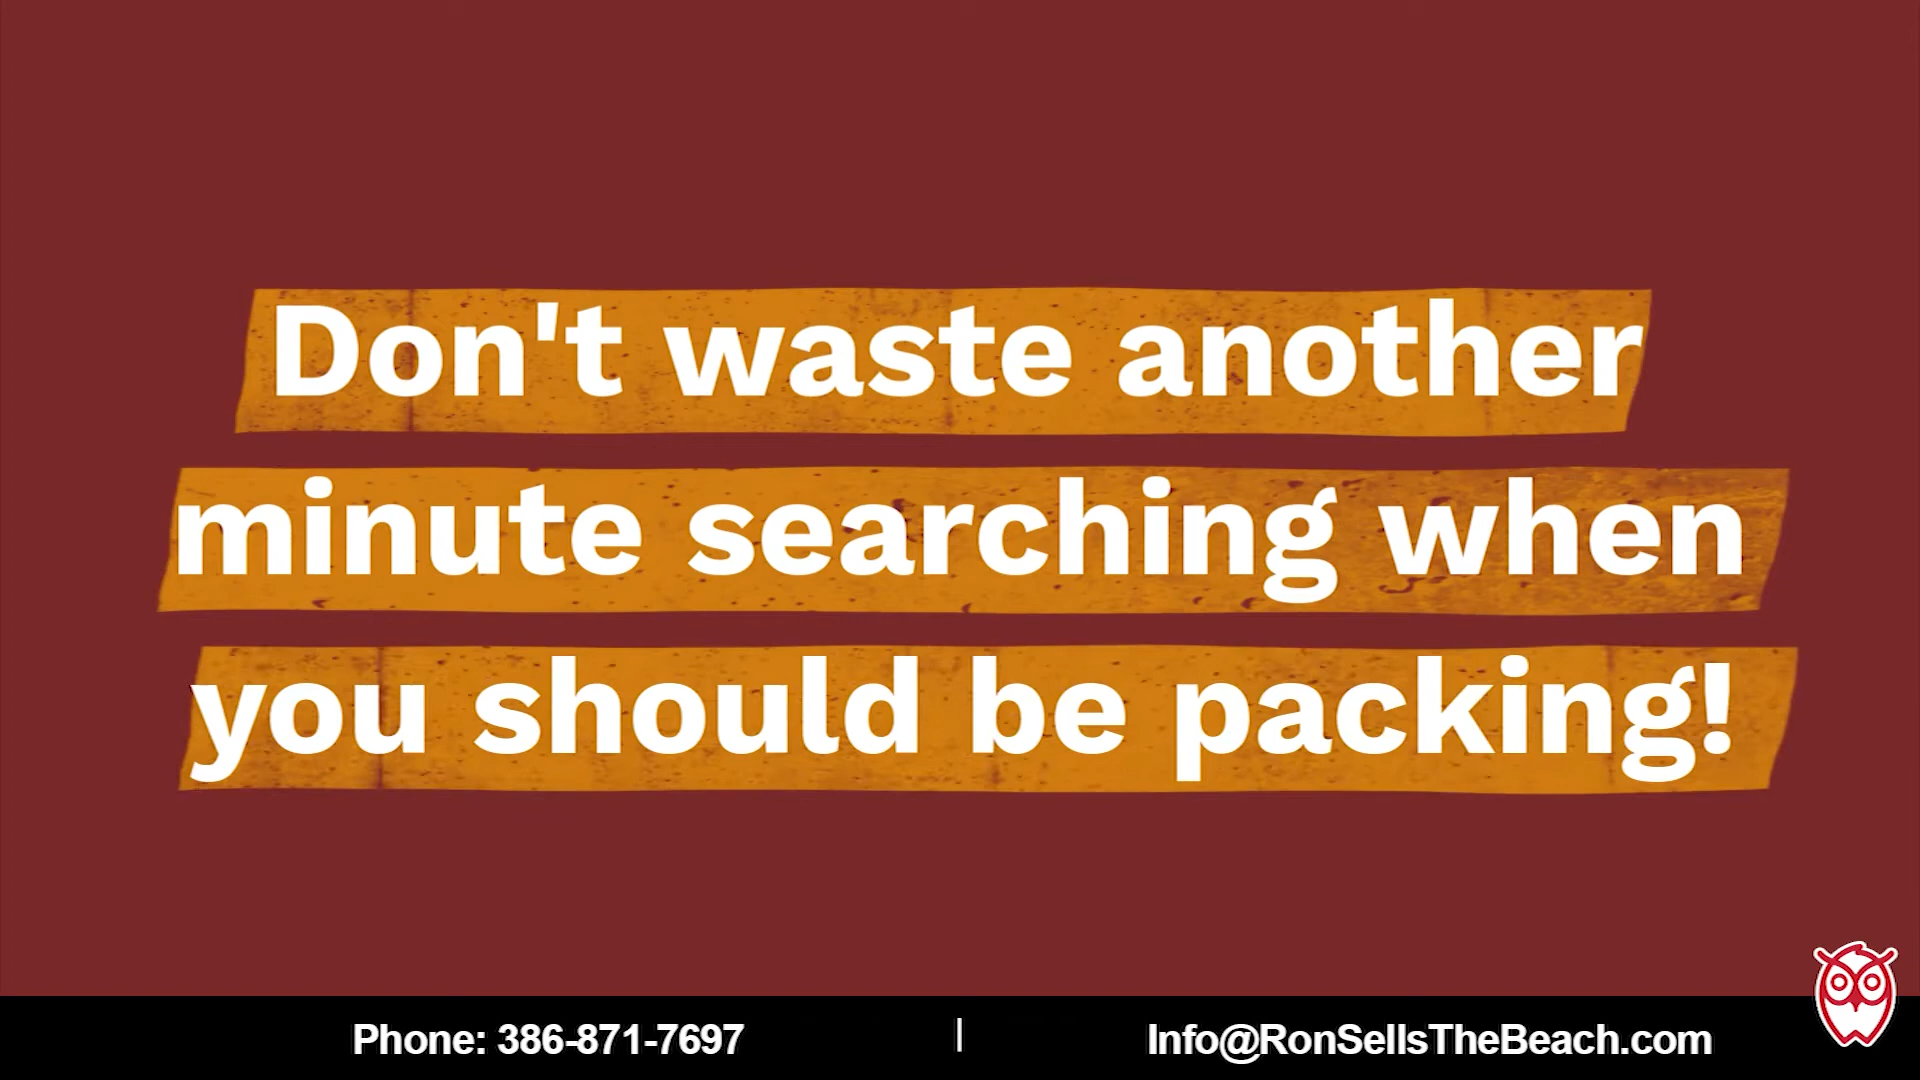 Don't waste another
minute searching when
you should be packing!
Phone: 386-871-7697 | Info@RonSellsTheBeach.com